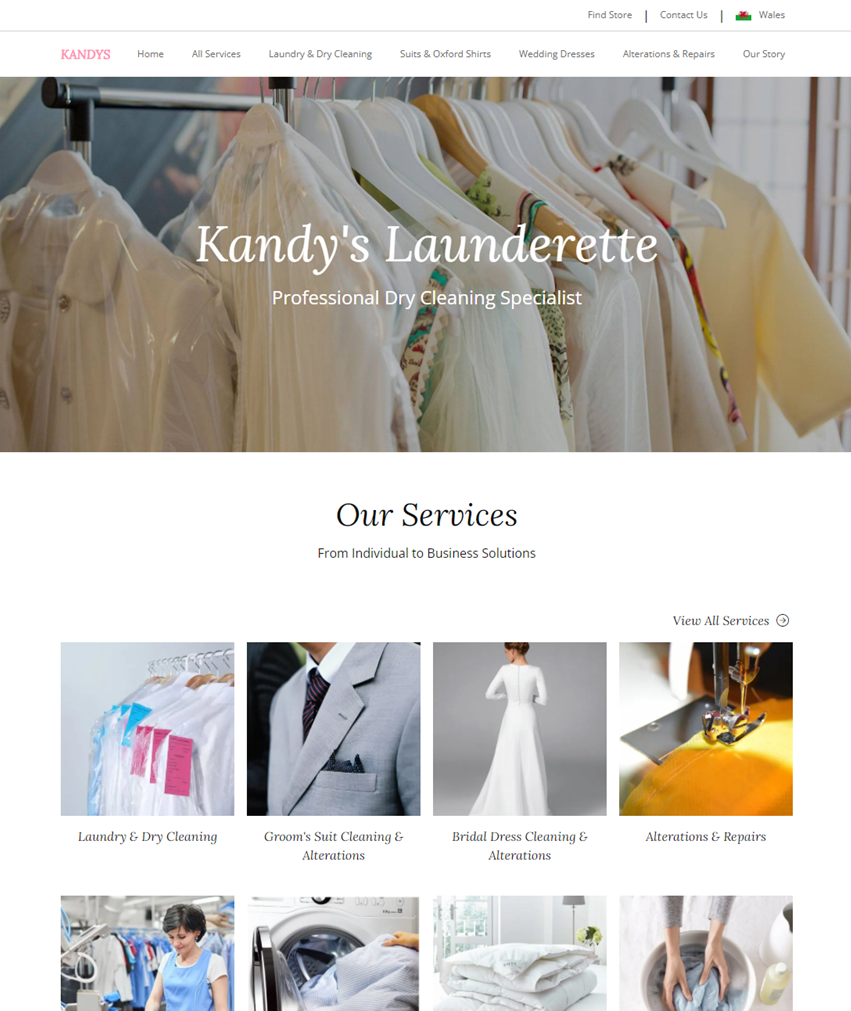 Find Store | Contact Us | Wales
KANDYS Home All Services Laundry & Dry Cleaning Suits & Oxford Shirts Wedding Dresses Alterations & Repairs Our Story
Kandy's Launderette
Professional Dry Cleaning Specialist
Our Services
From Individual to Business Solutions
View All Services
Laundry & Dry Cleaning
Groom's Suit Cleaning &
Alterations
Bridal Dress Cleaning &
Alterations
Alterations & Repairs